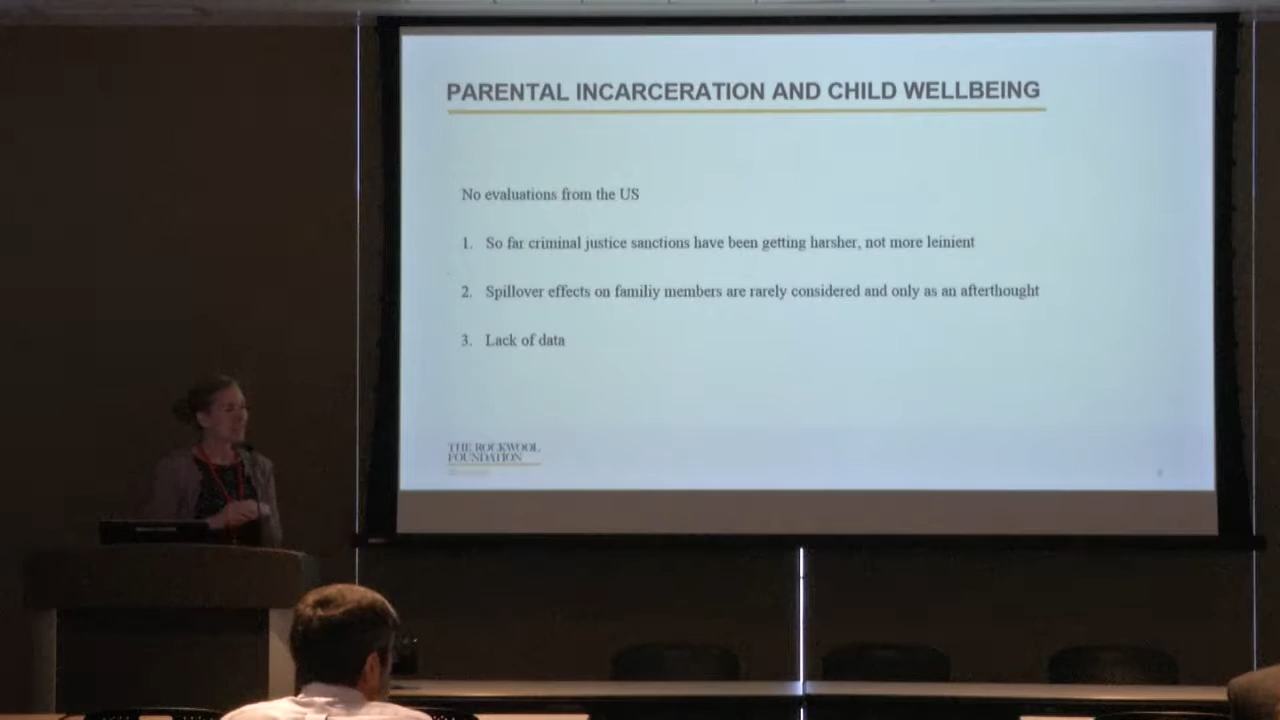 PARENTAL INCARCERATION AND CHILD WELLBEING
No evaluations from the US
1. So far criminal justice sanctions have been getting harsher, not more leinient
2. Spillover effects on familiy members are rarely considered and only as an afterthought
3. Lack of data
THE ROCKWOOL
FOUNDATION